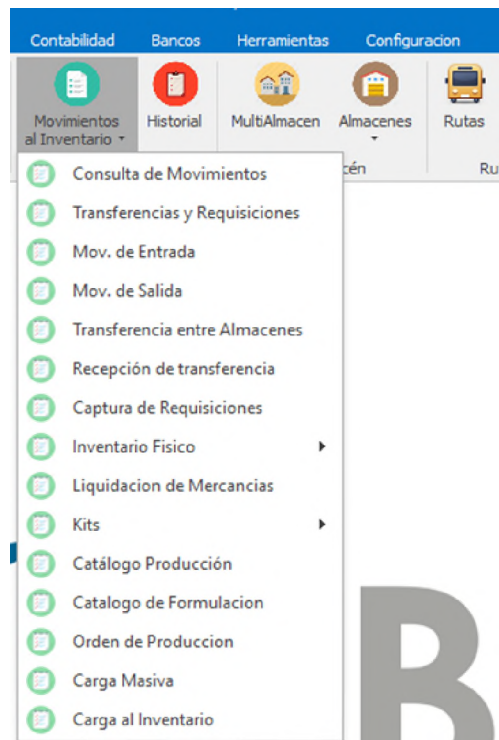 Contabilidad Bancos Herramientas Configuracion
Movimientos al Inventario Historial MultiAlmacen Almacenes Rutas
cén Ru
Consulta de Movimientos
Transferencias y Requisiciones
Mov. de Entrada
Mov. de Salida
Transferencia entre Almacenes
Recepción de transferencia
Captura de Requisiciones
Inventario Fisico
Liquidacion de Mercancias
Kits
Catálogo Producción
Catalogo de Formulacion
Orden de Produccion
Carga Masiva
Carga al Inventario
B